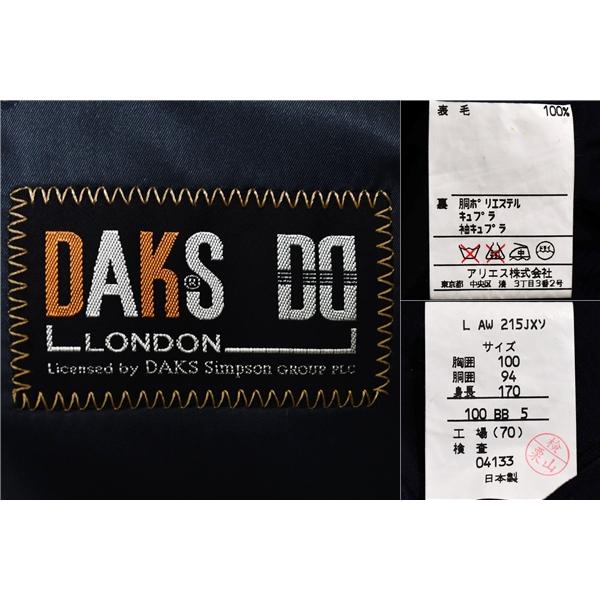 DAKS® DD
LONDON
Licensed by DAKS Simpson GROUP PLC
表 毛 100%
裏 胴ポリエステル
キュプラ
袖キュプラ
アリエス株式会社
東京都 中央区 湊 3丁目3番2号
L AW 215JXソ
サイズ
胸囲 100
胴囲 94
身長 170
100 BB 5
工 場 (70)
検 査
04133
日本製